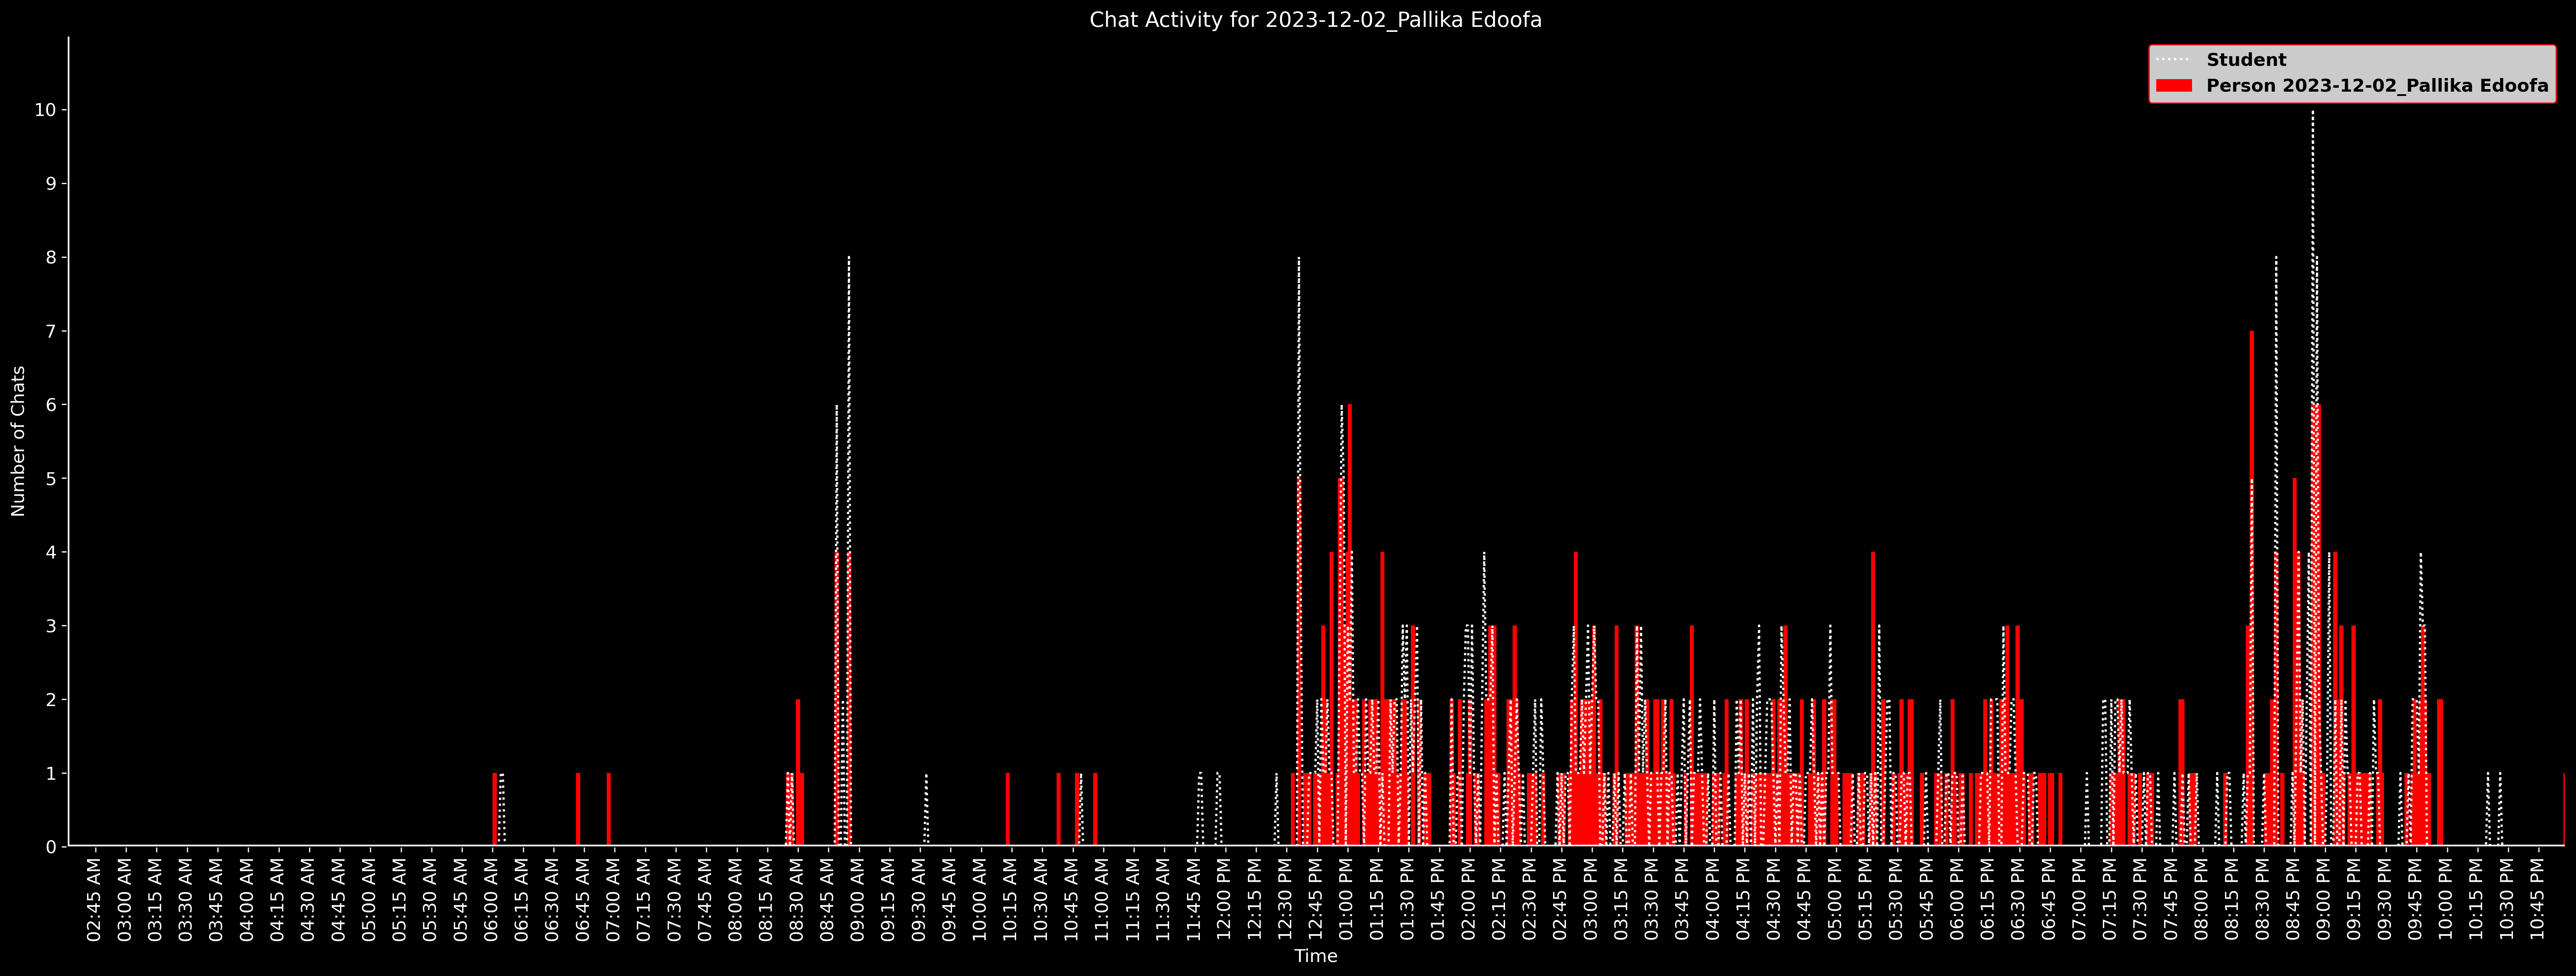 Chat Activity for 2023-12-02_Pallika Edoofa
Student
Person 2023-12-02_Pallika Edoofa
Number of Chats
10
9
8
7
6
5
4
3
2
1
0
02:45 AM
03:00 AM
03:15 AM
03:30 AM
03:45 AM
04:00 AM
04:15 AM
04:30 AM
04:45 AM
05:00 AM
05:15 AM
05:30 AM
05:45 AM
06:00 AM
06:15 AM
06:30 AM
06:45 AM
07:00 AM
07:15 AM
07:30 AM
07:45 AM
08:00 AM
08:15 AM
08:30 AM
08:45 AM
09:00 AM
09:15 AM
09:30 AM
09:45 AM
10:00 AM
10:15 AM
10:30 AM
10:45 AM
11:00 AM
11:15 AM
11:30 AM
11:45 AM
12:00 PM
12:15 PM
12:30 PM
12:45 PM
01:00 PM
01:15 PM
01:30 PM
01:45 PM
02:00 PM
02:15 PM
02:30 PM
02:45 PM
03:00 PM
03:15 PM
03:30 PM
03:45 PM
04:00 PM
04:15 PM
04:30 PM
04:45 PM
05:00 PM
05:15 PM
05:30 PM
05:45 PM
06:00 PM
06:15 PM
06:30 PM
06:45 PM
07:00 PM
07:15 PM
07:30 PM
07:45 PM
08:00 PM
08:15 PM
08:30 PM
08:45 PM
09:00 PM
09:15 PM
09:30 PM
09:45 PM
10:00 PM
10:15 PM
10:30 PM
10:45 PM
Time